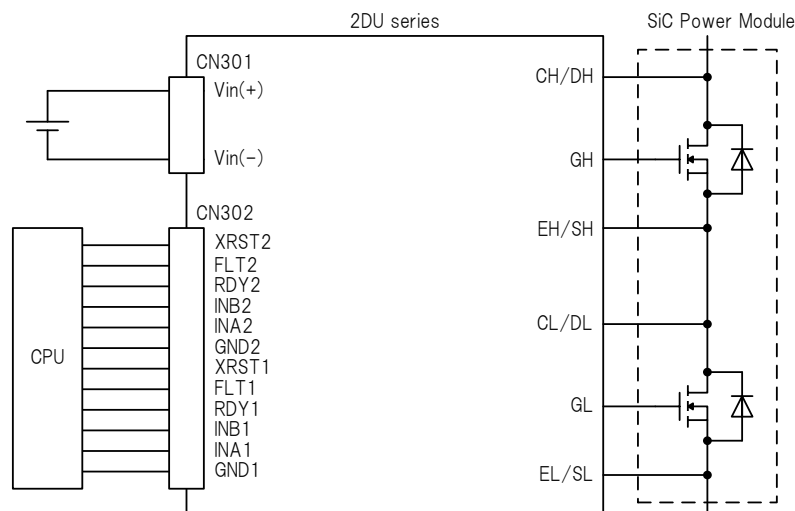 2DU series
SiC Power Module
CN301
Vin(+)
Vin(-)
CN302
XRST2
FLT2
RDY2
INB2
INA2
GND2
XRST1
FLT1
RDY1
INB1
INA1
GND1
CPU
CH/DH
GH
EH/SH
CL/DL
GL
EL/SL